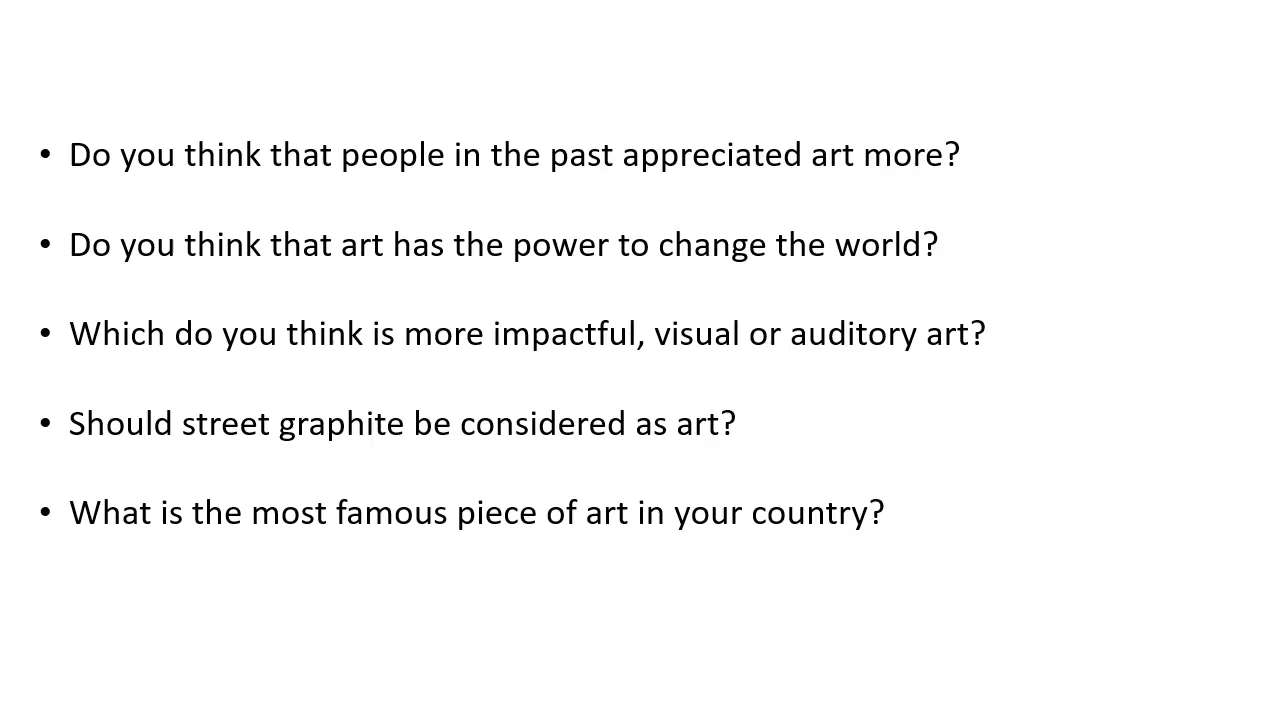 • Do you think that people in the past appreciated art more?
• Do you think that art has the power to change the world?
• Which do you think is more impactful, visual or auditory art?
• Should street graphite be considered as art?
• What is the most famous piece of art in your country?